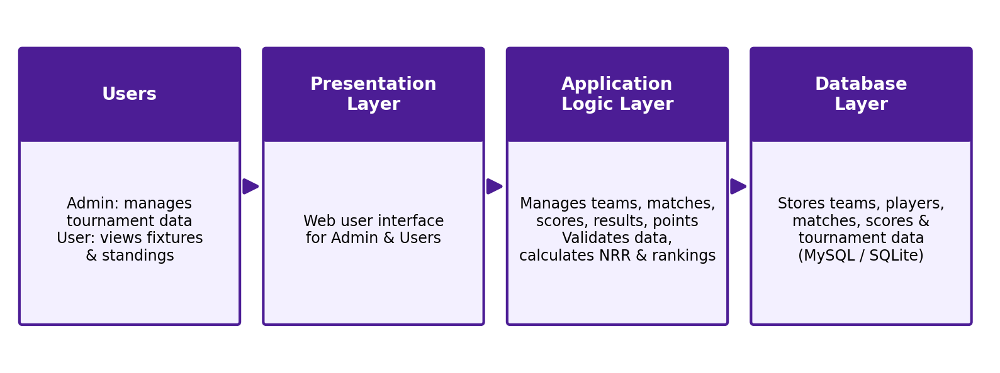 Users
Admin: manages
tournament data
User: views fixtures
& standings
Presentation
Layer
Web user interface
for Admin & Users
Application
Logic Layer
Manages teams, matches,
scores, results, points
Validates data,
calculates NRR & rankings
Database
Layer
Stores teams, players,
matches, scores &
tournament data
(MySQL / SQLite)